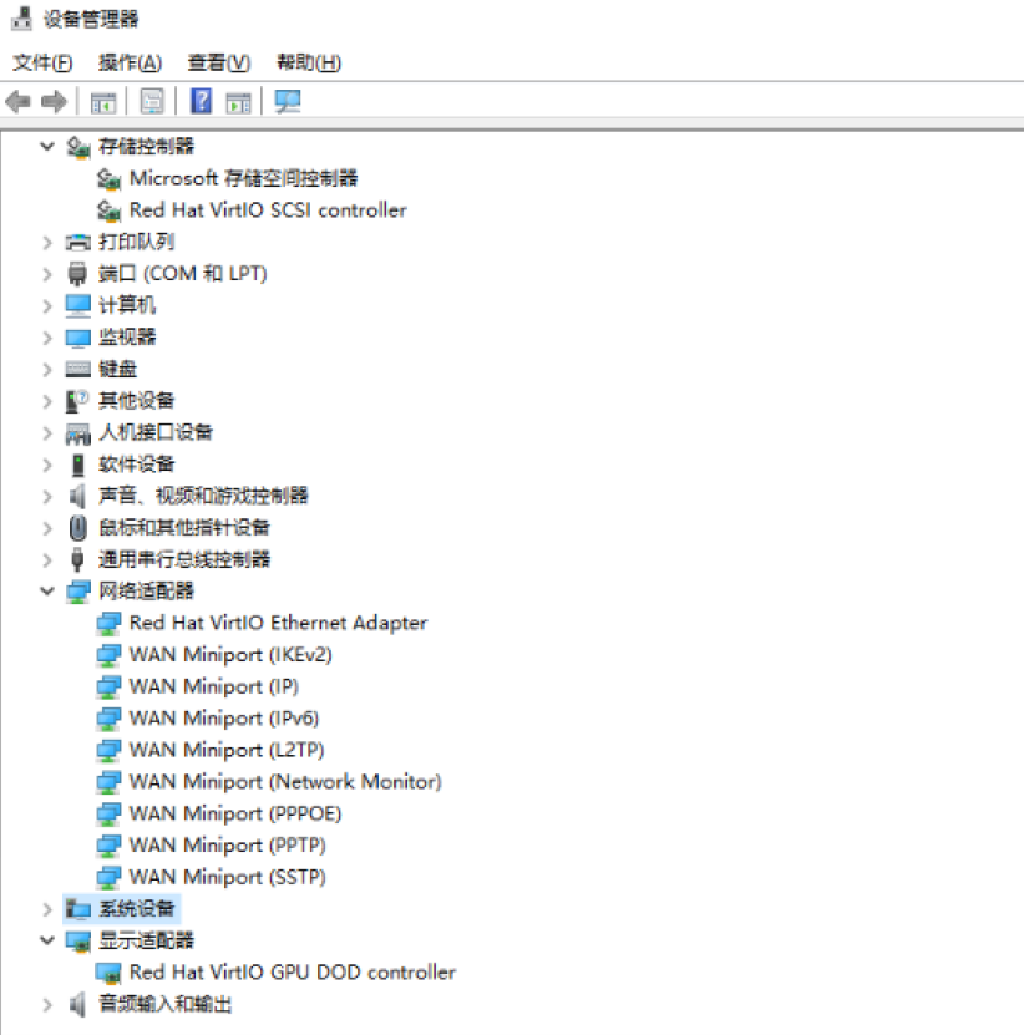 设备管理器
文件(F) 操作(A) 查看(V) 帮助(H)
存储控制器
Microsoft 存储空间控制器
Red Hat VirtIO SCSI controller
打印队列
端口 (COM 和 LPT)
计算机
监视器
键盘
其他设备
人机接口设备
软件设备
声音、视频和游戏控制器
鼠标和其他指针设备
通用串行总线控制器
网络适配器
Red Hat VirtIO Ethernet Adapter
WAN Miniport (IKEv2)
WAN Miniport (IP)
WAN Miniport (IPv6)
WAN Miniport (L2TP)
WAN Miniport (Network Monitor)
WAN Miniport (PPPOE)
WAN Miniport (PPTP)
WAN Miniport (SSTP)
系统设备
显示适配器
Red Hat VirtIO GPU DOD controller
音频输入和输出